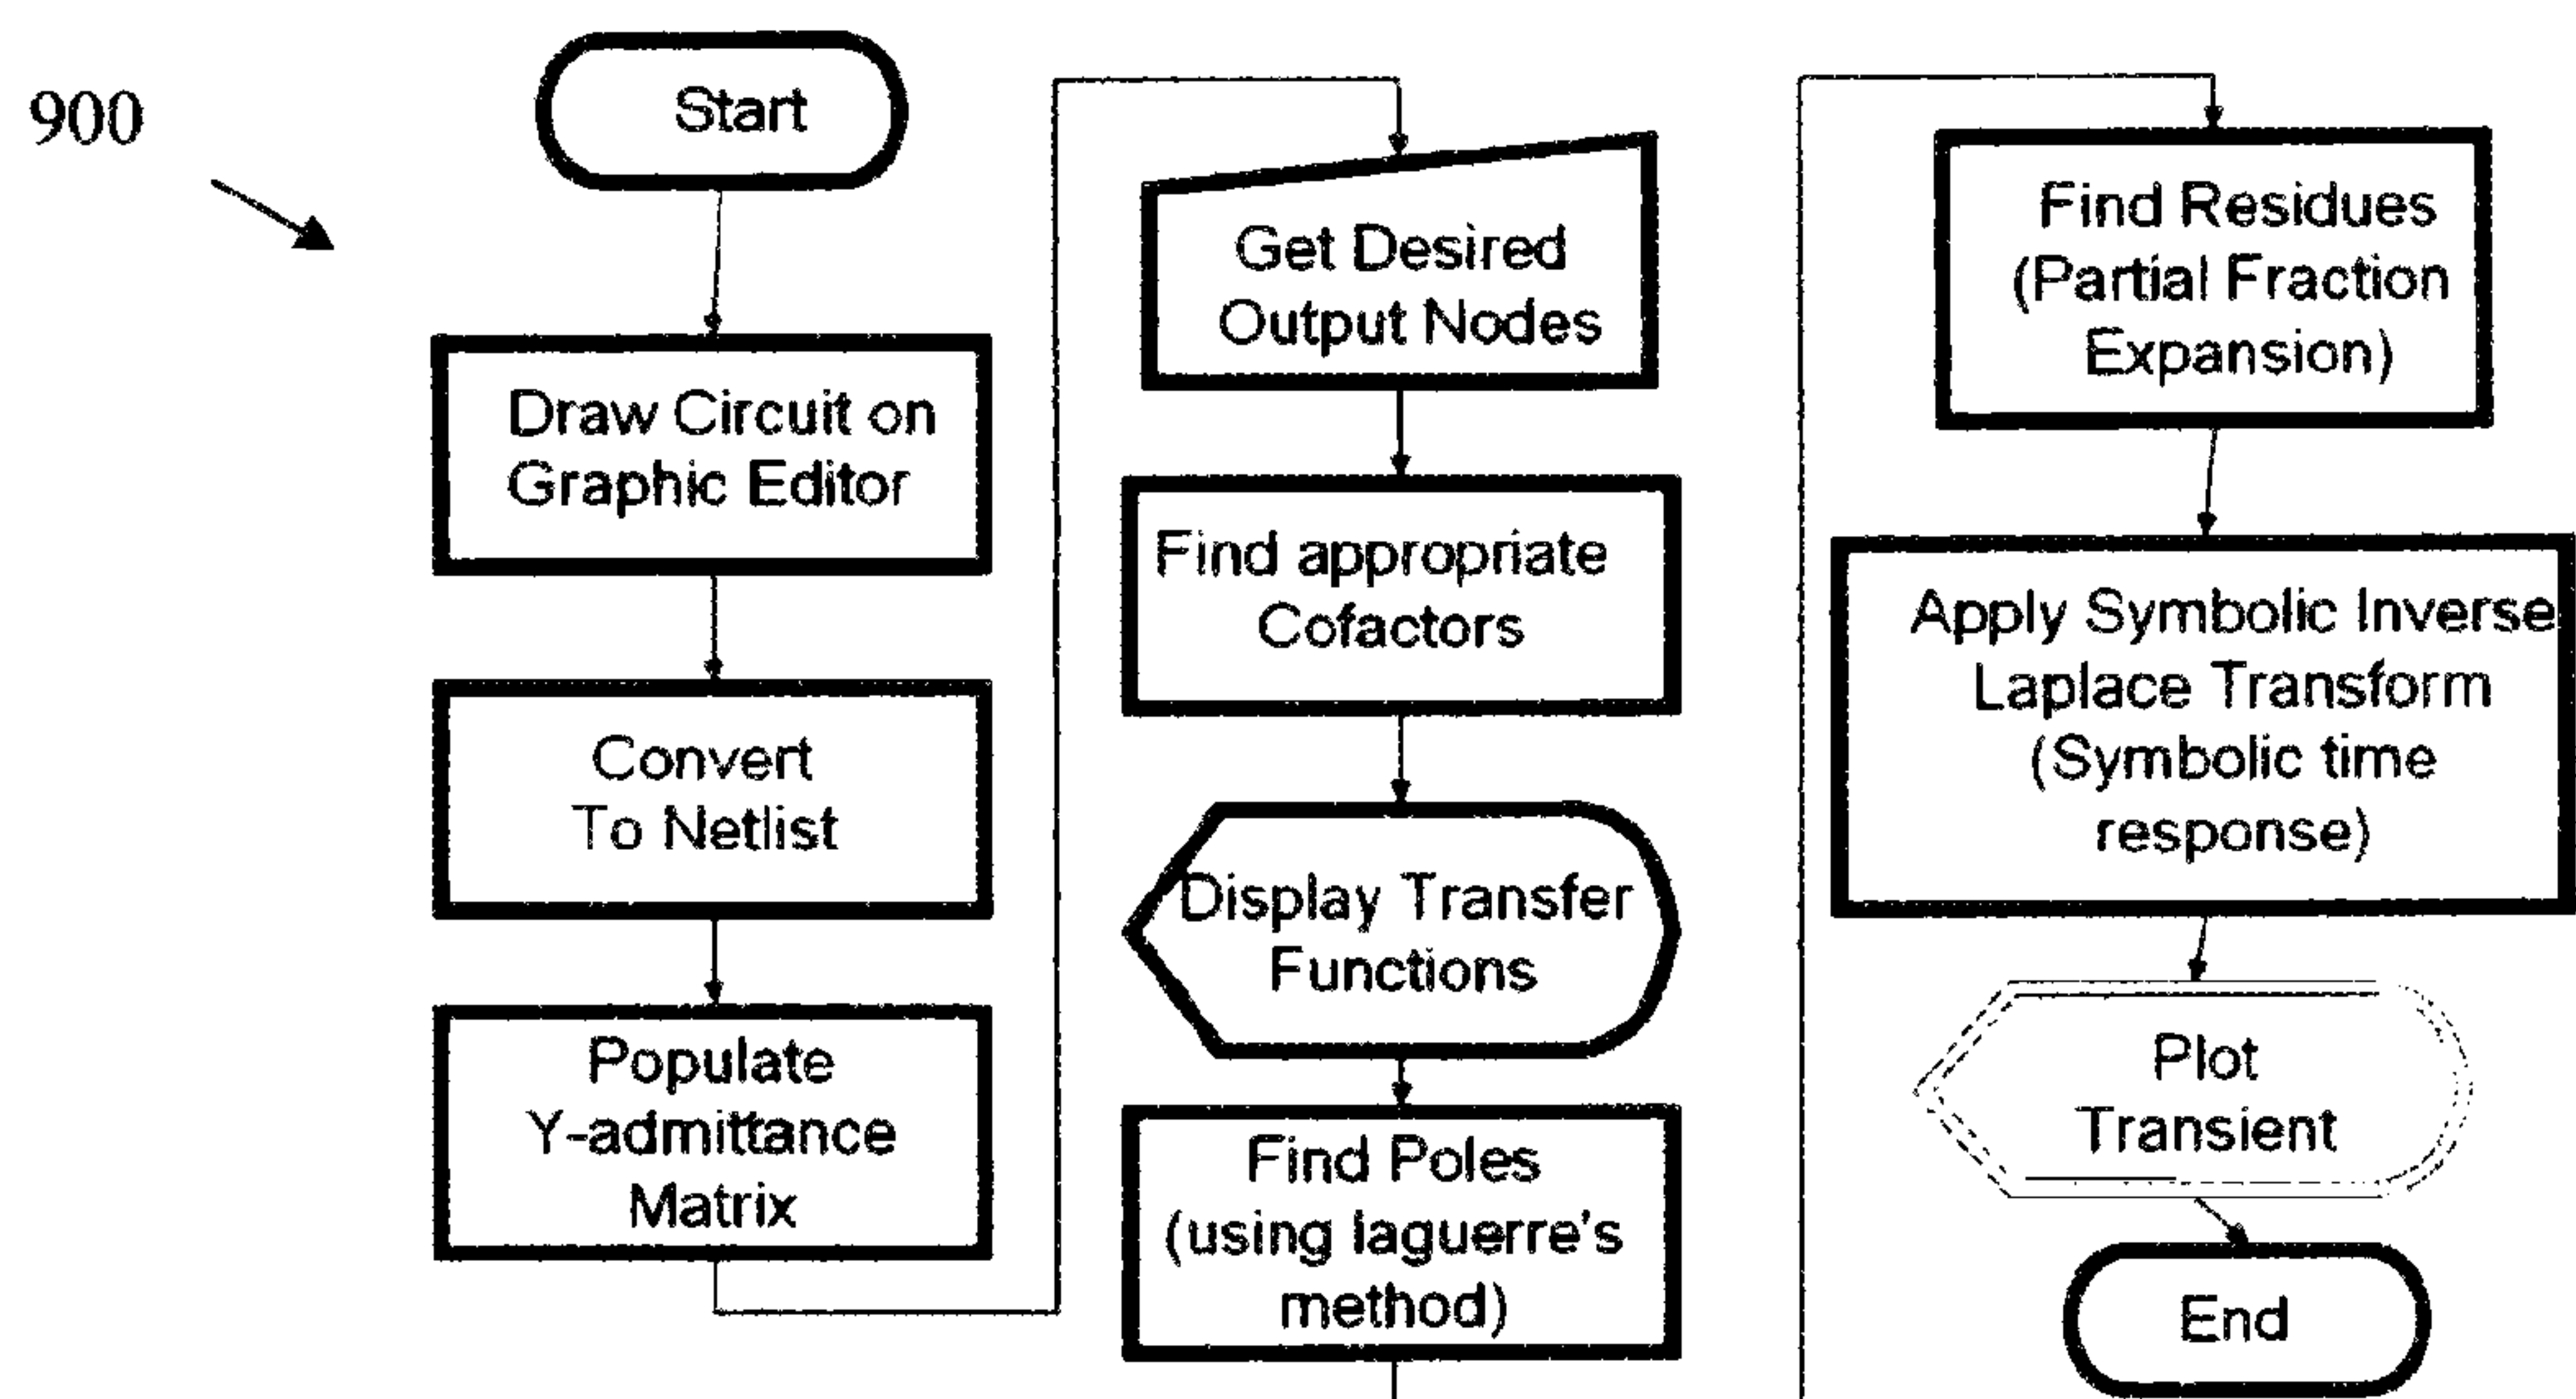 900
Start
Draw Circuit on
Graphic Editor
Convert
To Netlist
Populate
Y-admittance
Matrix
Get Desired
Output Nodes
Find appropriate
Cofactors
Display Transfer
Functions
Find Poles
(using laguerre's
method)
Find Residues
(Partial Fraction
Expansion)
Apply Symbolic Inverse
Laplace Transform
(Symbolic time
response)
Plot
Transient
End